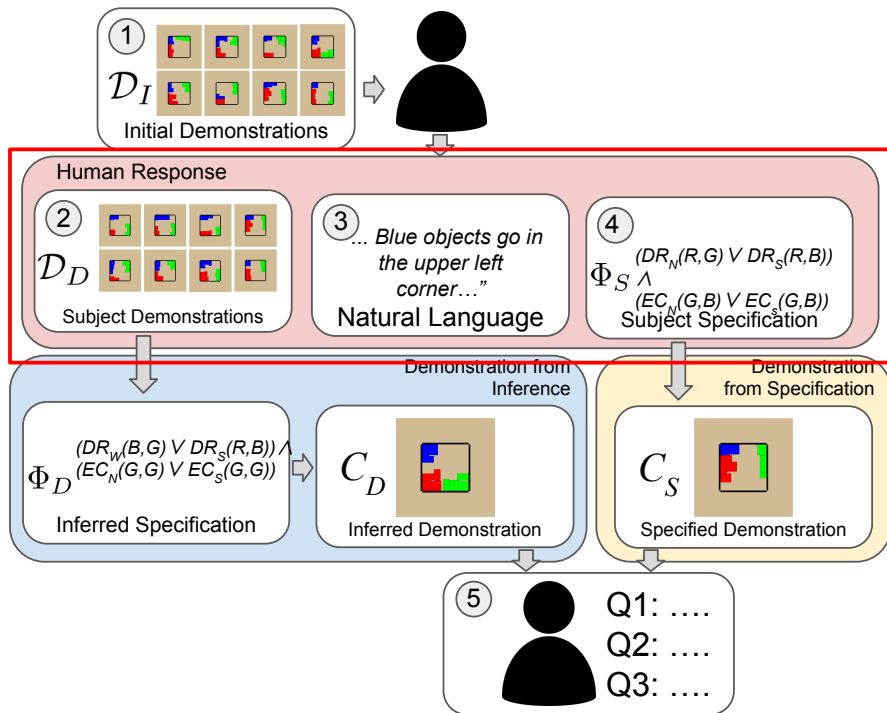 1
𝒟_I
Initial Demonstrations
Human Response
2
𝒟_D
Subject Demonstrations
3
"... Blue objects go in
the upper left
corner…"
Natural Language
4
Φ_S
(DR_N(R,G) ∨ DR_S(R,B))
∧
(EC_N(G,B) ∨ EC_s(G,B))
Subject Specification
Demonstration from
Inference
Demonstration
from Specification
Φ_D
(DR_W(B,G) ∨ DR_S(R,B)) ∧
(EC_N(G,G) ∨ EC_S(G,G))
Inferred Specification
C_D
Inferred Demonstration
C_S
Specified Demonstration
5
Q1: ....
Q2: ....
Q3: ....